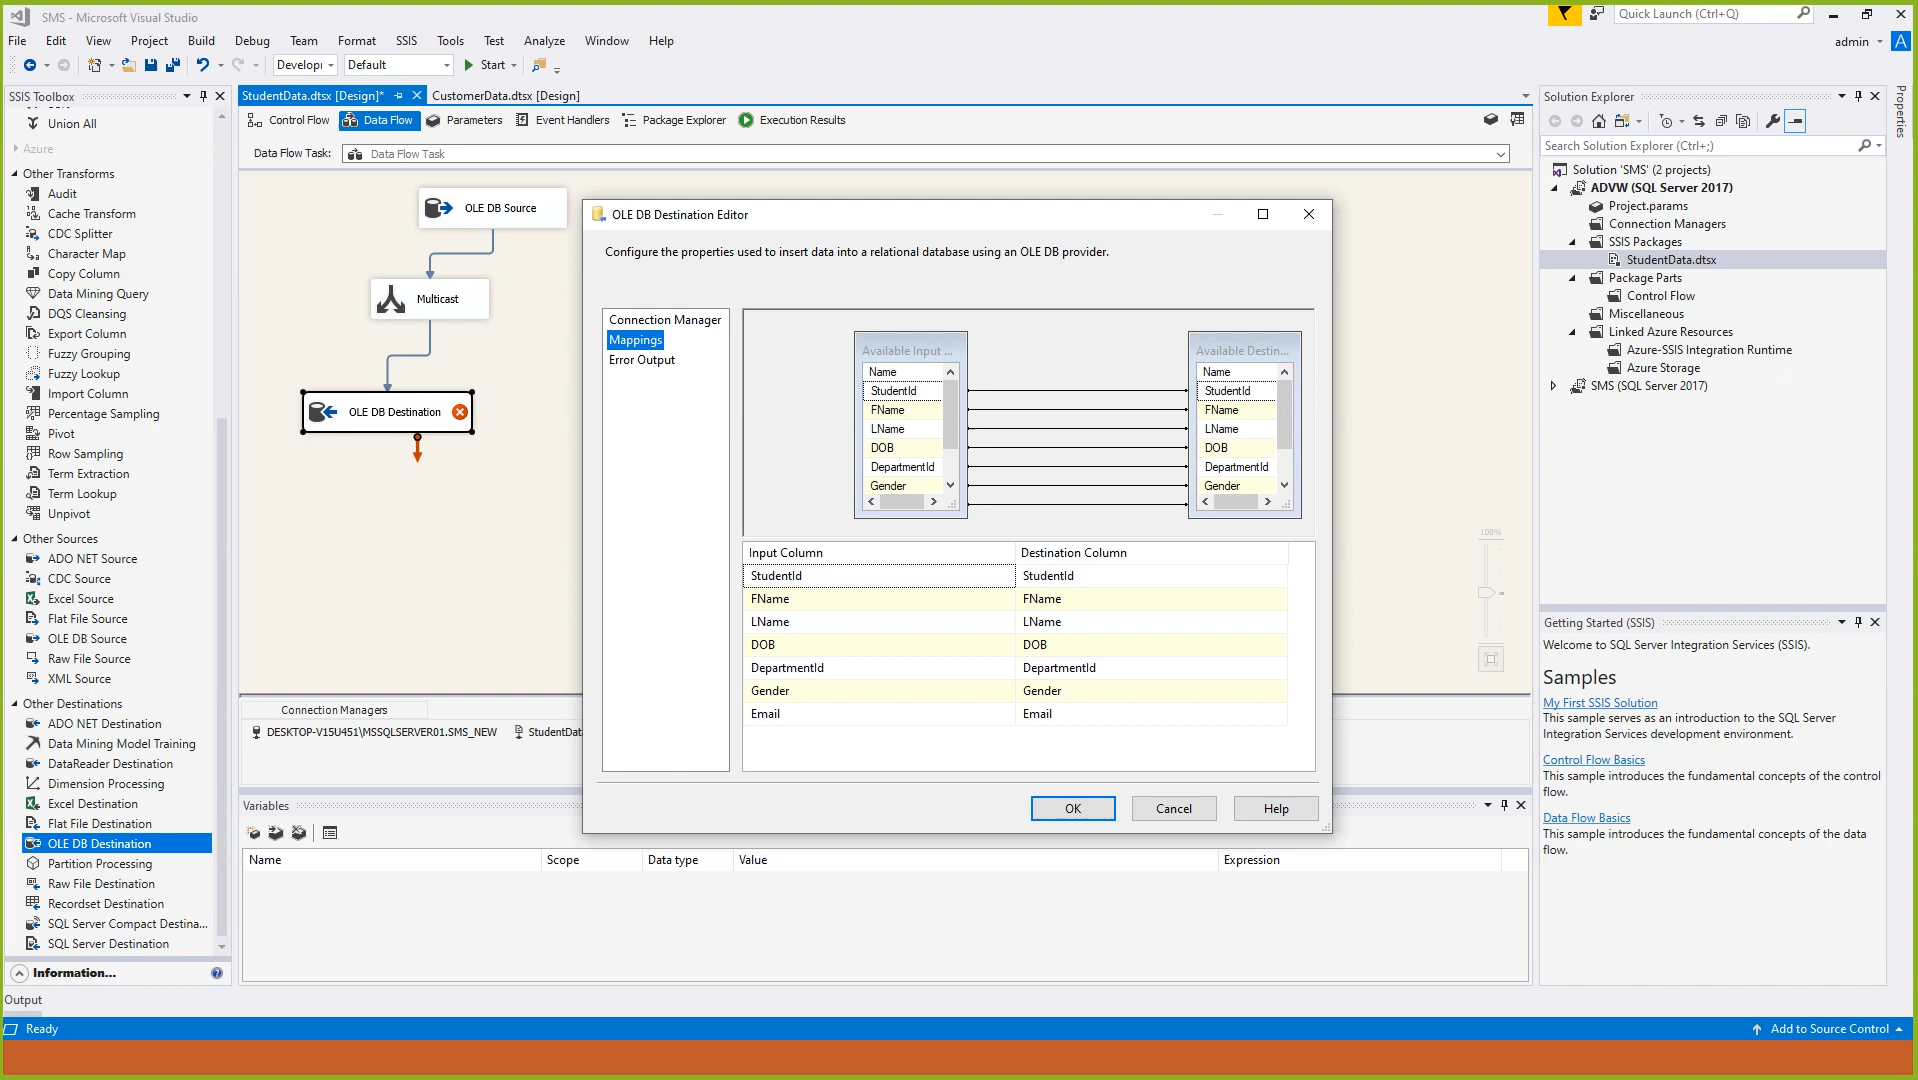 SMS - Microsoft Visual Studio
Quick Launch (Ctrl+Q)
File Edit View Project Build Debug Team Format SSIS Tools Test Analyze Window Help
admin A
Default
Start
SSIS Toolbox
StudentData.dtsx [Design]*
CustomerData.dtsx [Design]
Control Flow
Data Flow
Parameters
Event Handlers
Package Explorer
Execution Results
Data Flow Task:
Data Flow Task
Union All
Azure
Other Transforms
Audit
Cache Transform
CDC Splitter
Character Map
Copy Column
Data Mining Query
DQS Cleansing
Export Column
Fuzzy Grouping
Fuzzy Lookup
Import Column
Percentage Sampling
Pivot
Row Sampling
Term Extraction
Term Lookup
Unpivot
Other Sources
ADO NET Source
CDC Source
Excel Source
Flat File Source
OLE DB Source
Raw File Source
XML Source
Other Destinations
ADO NET Destination
Data Mining Model Training
DataReader Destination
Dimension Processing
Excel Destination
Flat File Destination
OLE DB Destination
Partition Processing
Raw File Destination
Recordset Destination
SQL Server Compact Destina...
SQL Server Destination
Information...
OLE DB Source
Multicast
OLE DB Destination
OLE DB Destination Editor
Configure the properties used to insert data into a relational database using an OLE DB provider.
Connection Manager
Mappings
Error Output
Available Input ...
Name
StudentId
FName
LName
DOB
DepartmentId
Gender
Available Destin...
Name
StudentId
FName
LName
DOB
DepartmentId
Gender
Input Column Destination Column
StudentId StudentId
FName FName
LName LName
DOB DOB
DepartmentId DepartmentId
Gender Gender
Email Email
OK
Cancel
Help
100%
Connection Managers
DESKTOP-V15U451\MSSQLSERVER01.SMS_NEW
Variables
Name Scope Data type Value Expression
Solution Explorer
Properties
Search Solution Explorer (Ctrl+;)
Solution 'SMS' (2 projects)
ADVW (SQL Server 2017)
Project.params
Connection Managers
SSIS Packages
StudentData.dtsx
Package Parts
Control Flow
Miscellaneous
Linked Azure Resources
Azure-SSIS Integration Runtime
Azure Storage
SMS (SQL Server 2017)
Getting Started (SSIS)
Welcome to SQL Server Integration Services (SSIS).
Samples
My First SSIS Solution
This sample serves as an introduction to the SQL Server
Integration Services development environment.
Control Flow Basics
This sample introduces the fundamental concepts of the control
flow.
Data Flow Basics
This sample introduces the fundamental concepts of the data
flow.
Output
Ready
Add to Source Control